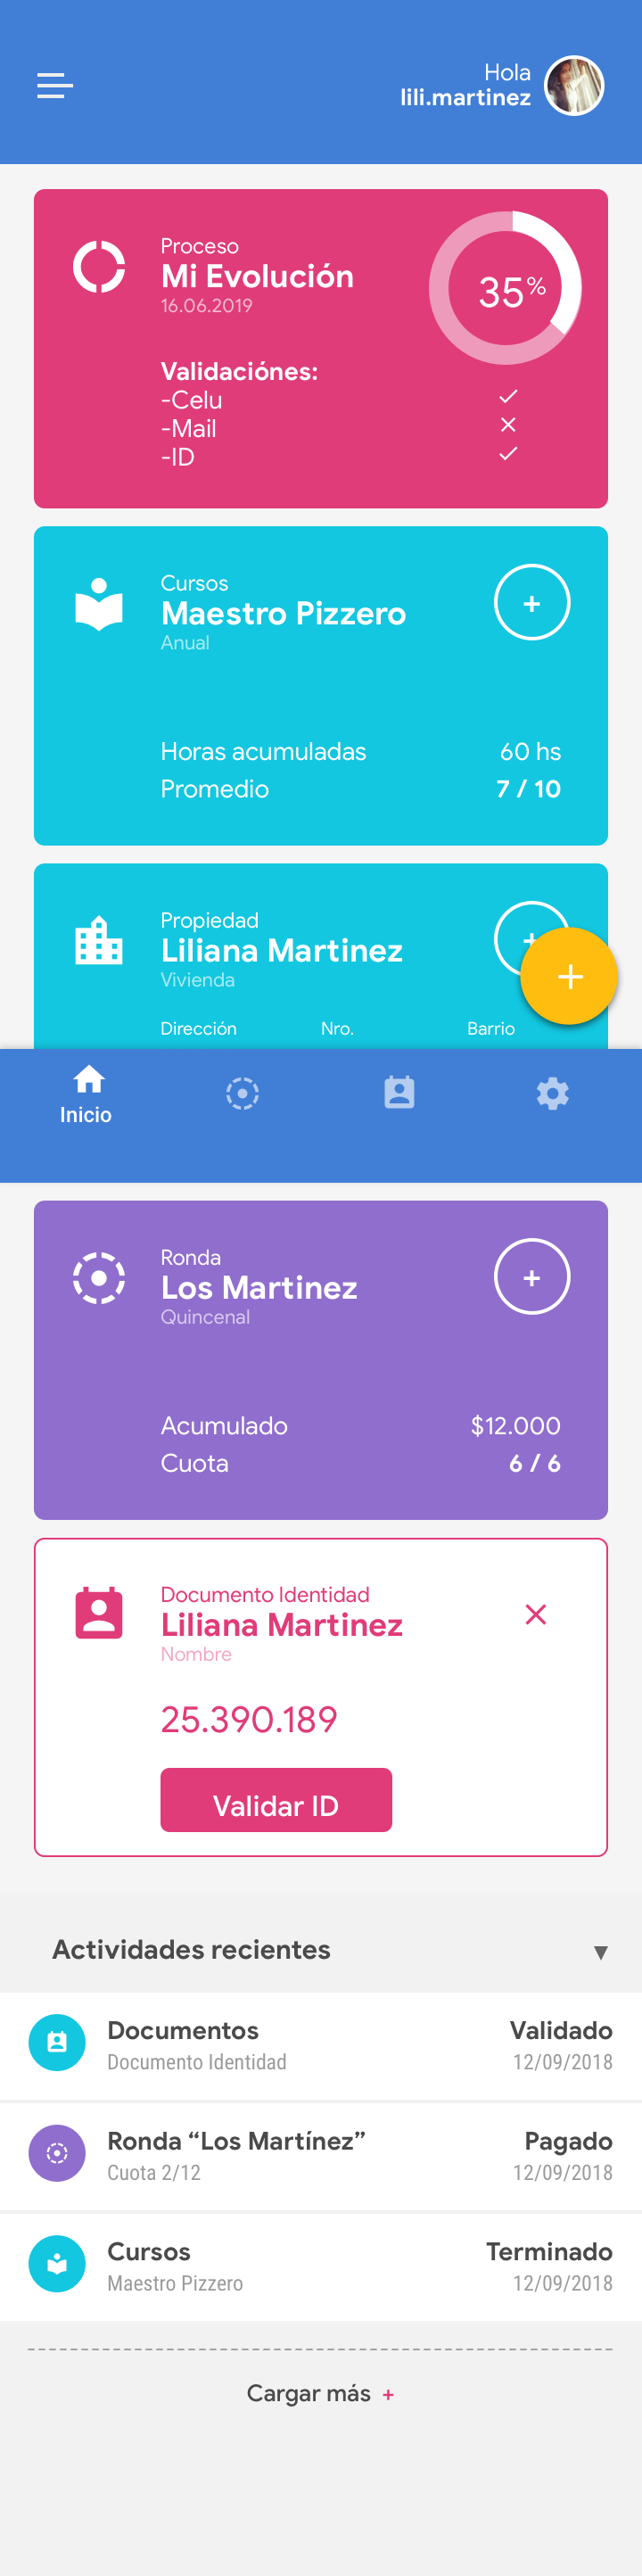 Hola
lili.martinez
Proceso
Mi Evolución
16.06.2019
35%
Validaciónes:
-Celu
-Mail
-ID
Cursos
Maestro Pizzero
Anual
+
Horas acumuladas 60 hs
Promedio 7 / 10
Propiedad
Liliana Martinez
Vivienda
+
+
Dirección Nro. Barrio
Inicio
Ronda
Los Martinez
Quincenal
+
Acumulado $12.000
Cuota 6 / 6
Documento Identidad
Liliana Martinez
Nombre
25.390.189
Validar ID
Actividades recientes
Documentos Validado
Documento Identidad 12/09/2018
Ronda “Los Martínez” Pagado
Cuota 2/12 12/09/2018
Cursos Terminado
Maestro Pizzero 12/09/2018
Cargar más +